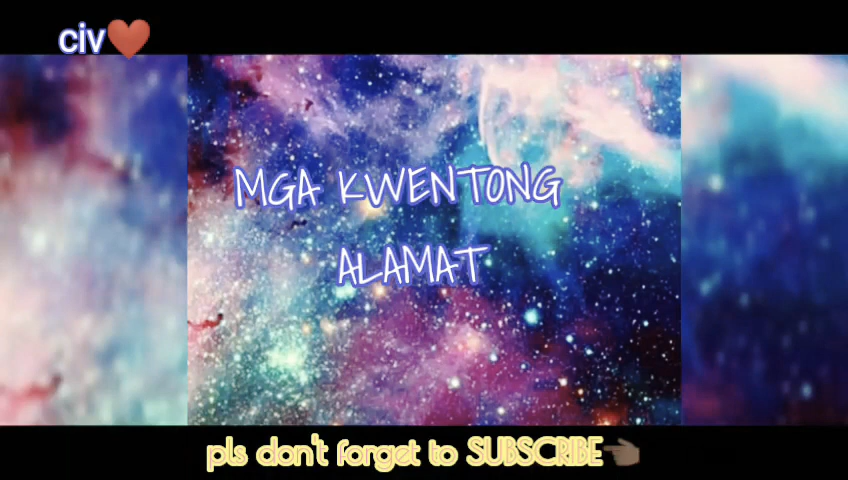 civ❤️
MGA KWENTONG
ALAMAT
pls don't forget to SUBSCRIBE👈